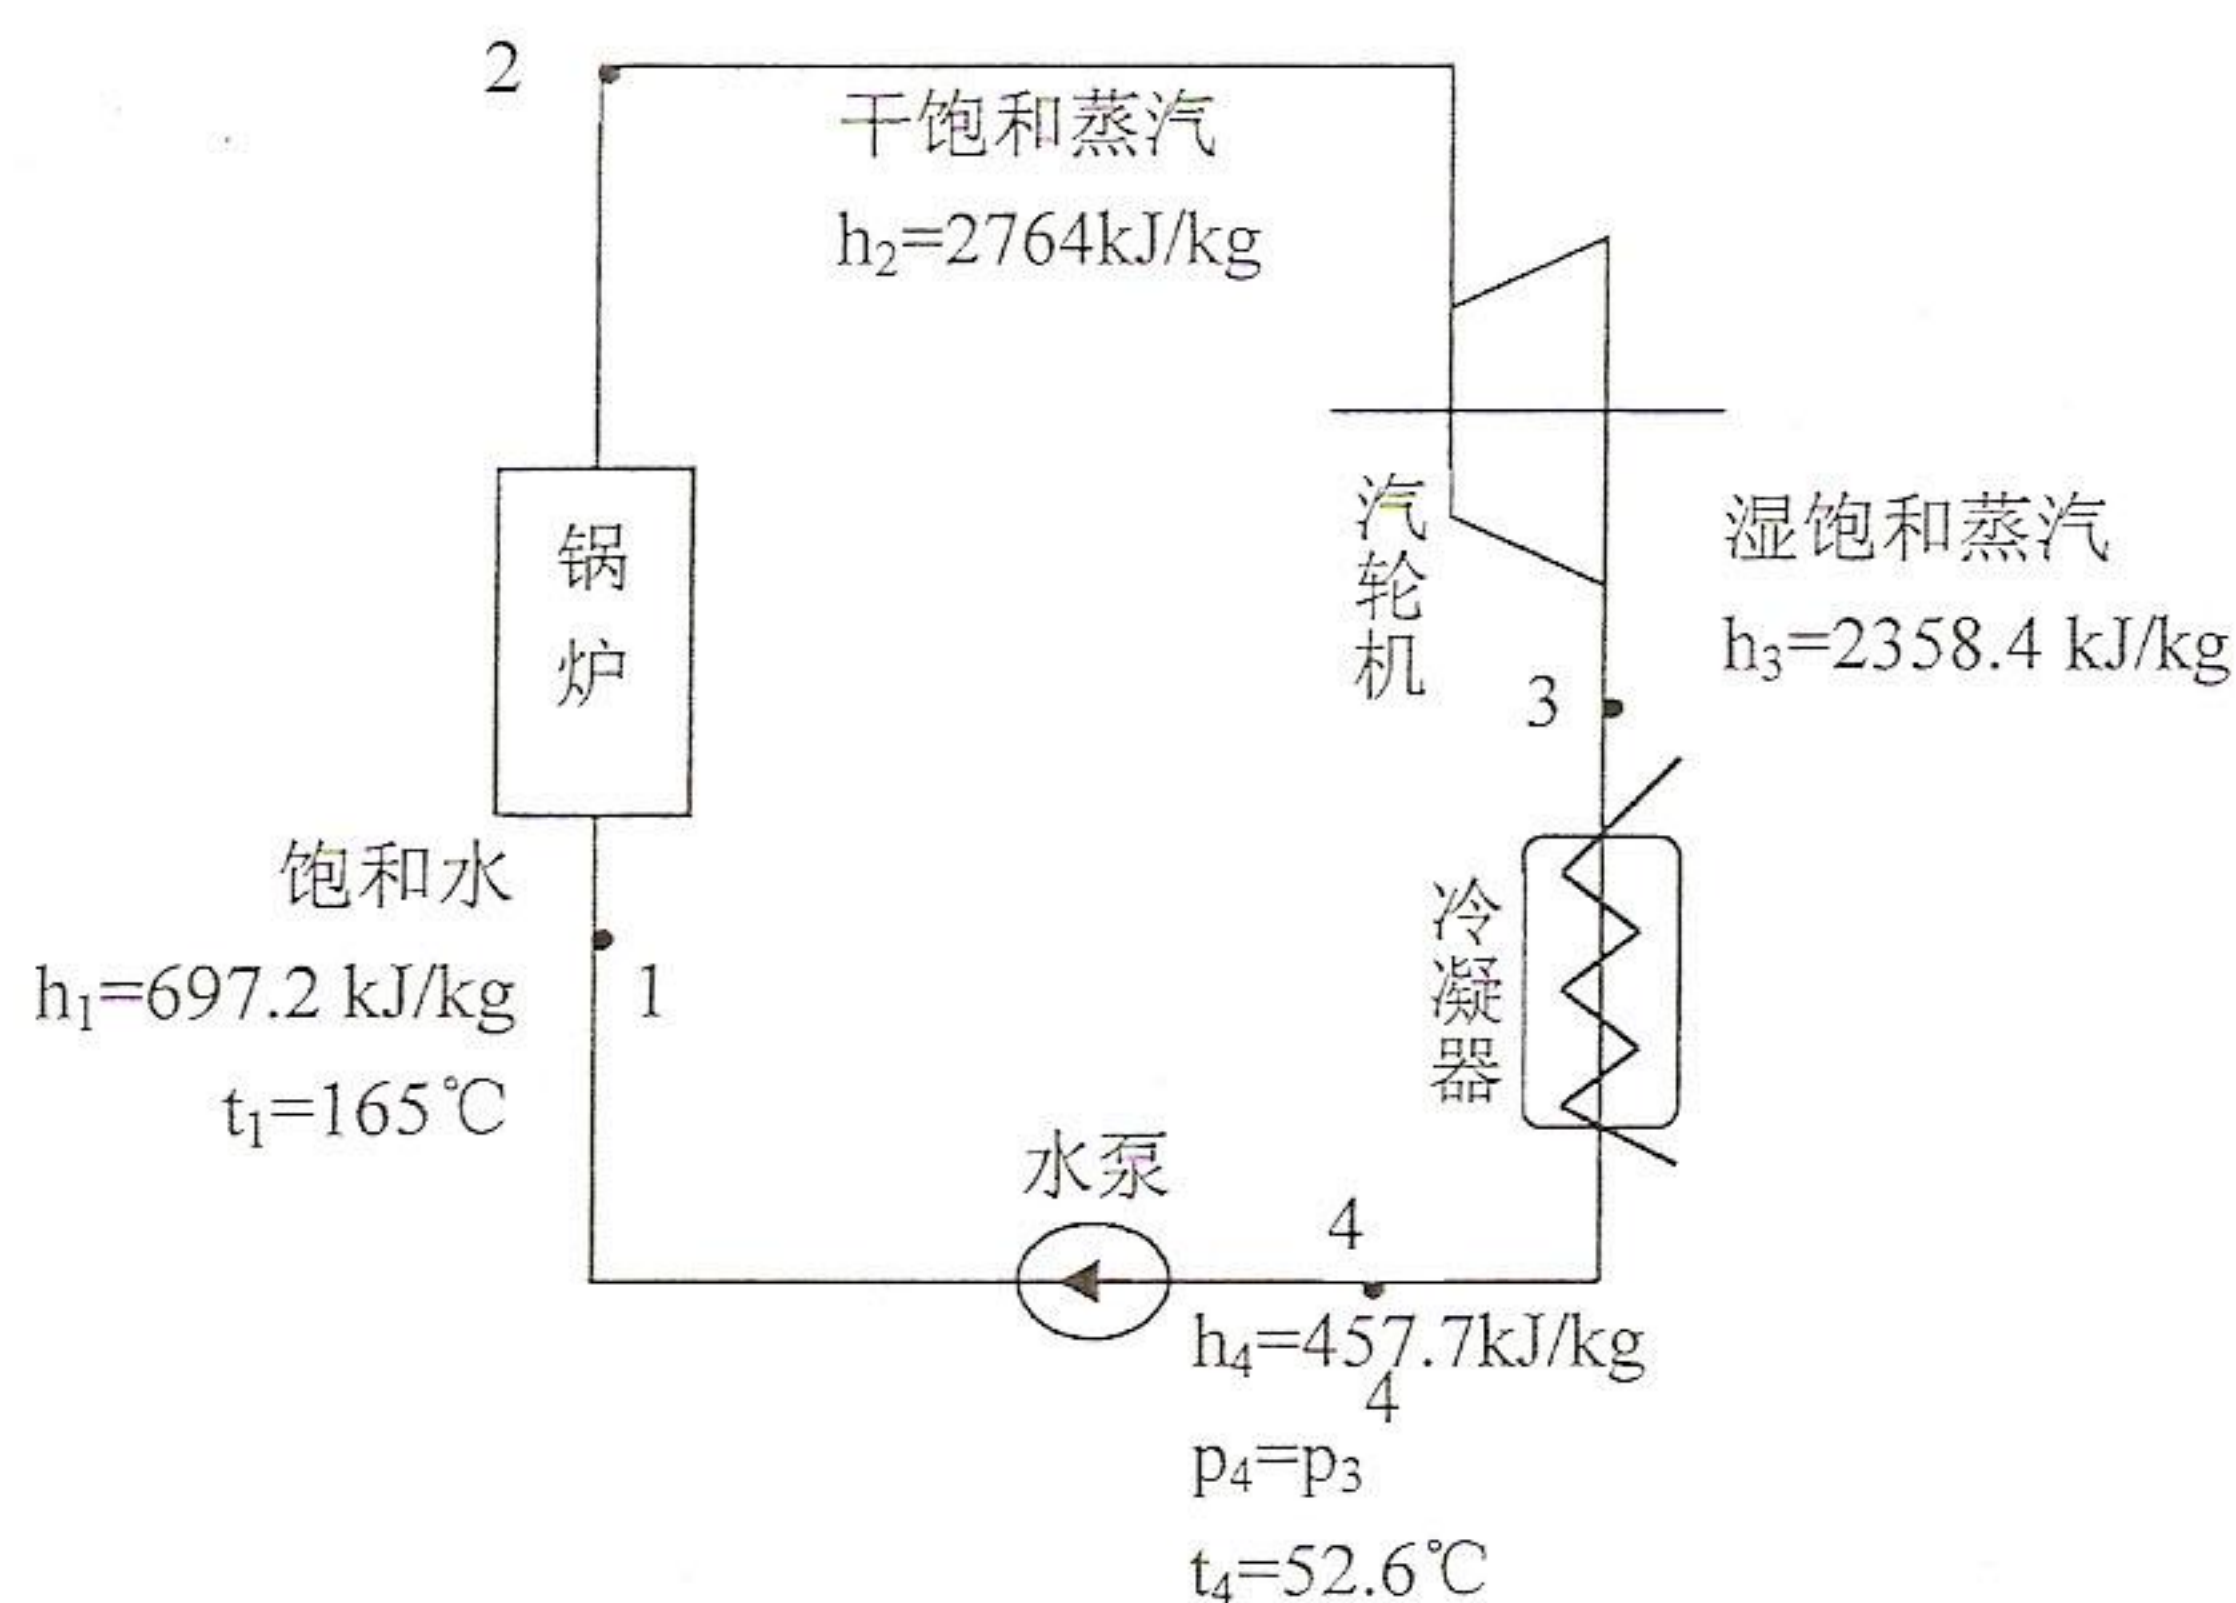 2
干饱和蒸汽
h₂=2764kJ/kg
锅炉
汽轮机
湿饱和蒸汽
h₃=2358.4 kJ/kg
3
饱和水
h₁=697.2 kJ/kg
1
t₁=165℃
冷凝器
水泵
4
h₄=457.7kJ/kg
4
p₄=p₃
t₄=52.6℃